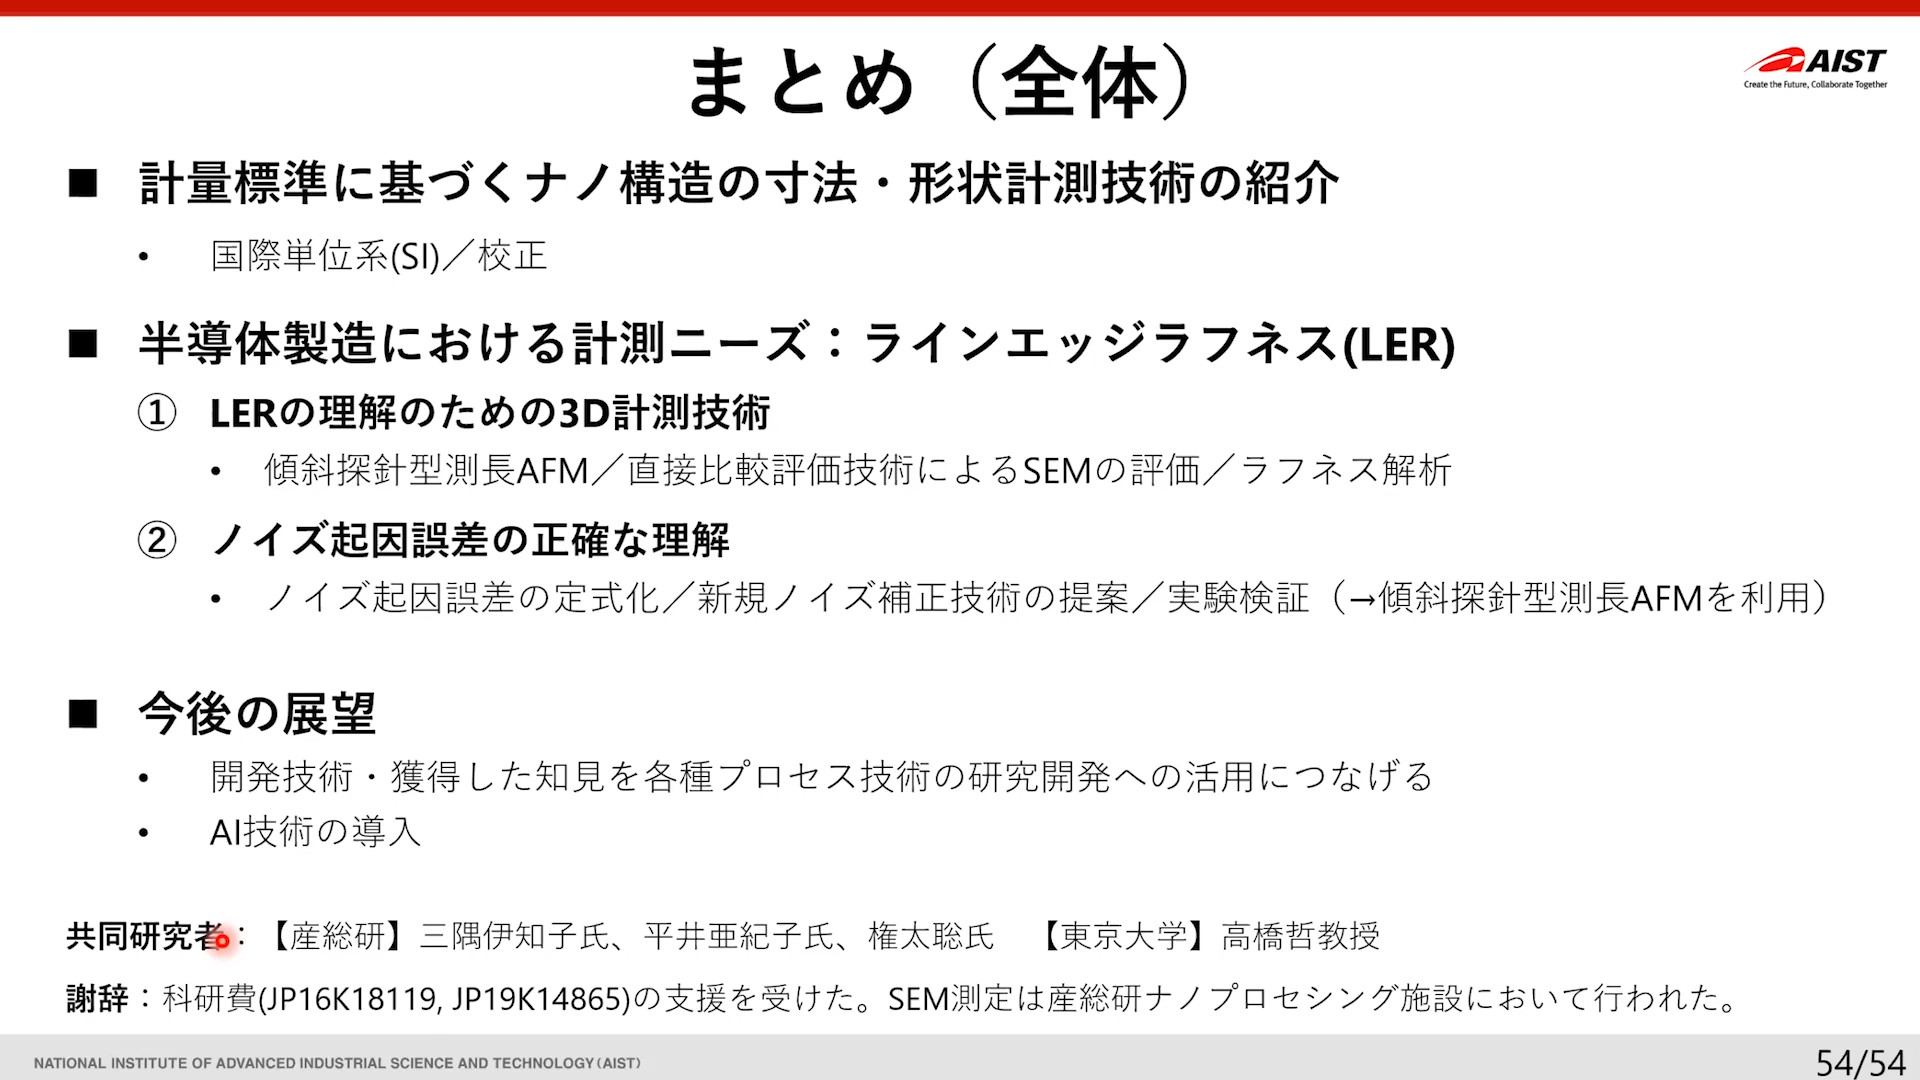 まとめ（全体）
AIST
Create the Future, Collaborate Together
■ 計量標準に基づくナノ構造の寸法・形状計測技術の紹介
• 国際単位系(SI)／校正
■ 半導体製造における計測ニーズ：ラインエッジラフネス(LER)
① LERの理解のための3D計測技術
• 傾斜探針型測長AFM／直接比較評価技術によるSEMの評価／ラフネス解析
② ノイズ起因誤差の正確な理解
• ノイズ起因誤差の定式化／新規ノイズ補正技術の提案／実験検証（→傾斜探針型測長AFMを利用）
■ 今後の展望
• 開発技術・獲得した知見を各種プロセス技術の研究開発への活用につなげる
• AI技術の導入
共同研究者：【産総研】三隅伊知子氏、平井亜紀子氏、権太聡氏　【東京大学】高橋哲教授
謝辞：科研費(JP16K18119, JP19K14865)の支援を受けた。SEM測定は産総研ナノプロセシング施設において行われた。
NATIONAL INSTITUTE OF ADVANCED INDUSTRIAL SCIENCE AND TECHNOLOGY (AIST)
54/54